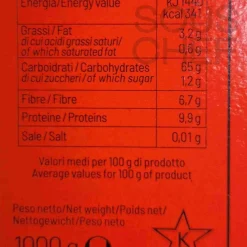 Energia/Energy value
kcal 341
Grassi/Fat 3,2 g
di cui acidi grassi saturi/
of which saturated fat 0,6 g
Carboidrati/Carbohydrates 65 g
di cui zuccheri/of which sugar 1,2 g
Fibre/Fibre 6,7 g
Proteine/Proteins 9,9 g
Sale/Salt 0,01 g
Valori medi per 100 g di prodotto
Average values for 100 g of product
Peso netto/Net weight/Poids net/
Nettogewicht/Peso neto
1000 g e
K